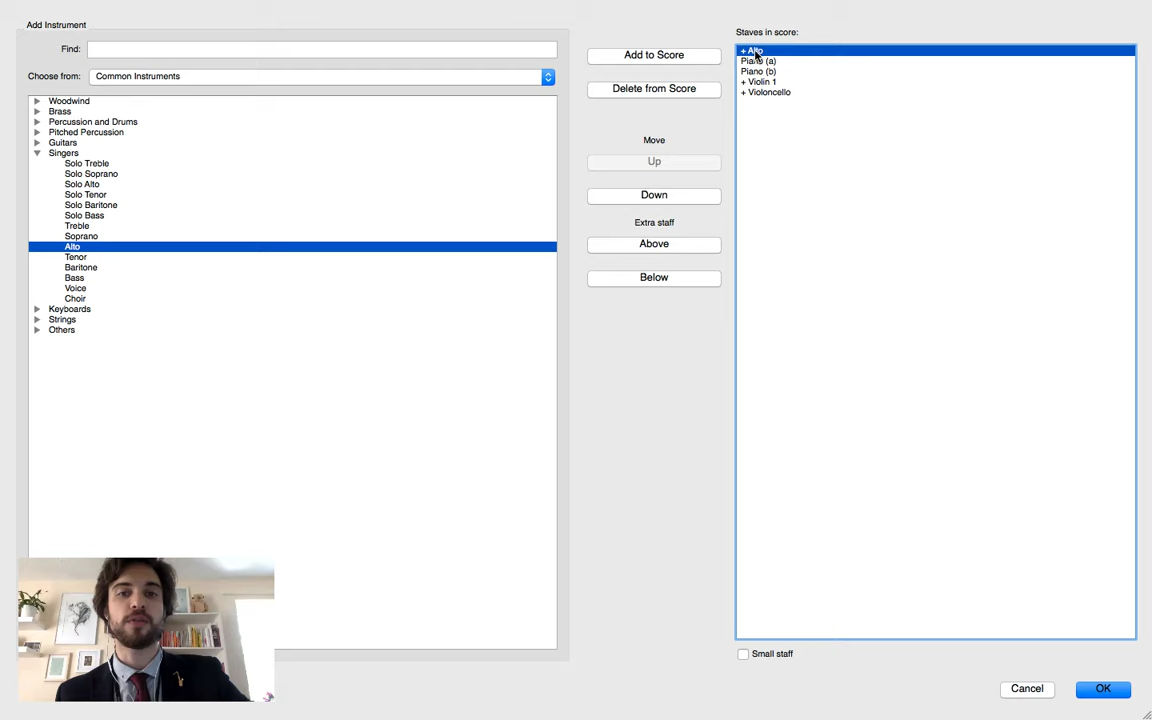 Add Instrument
Find:
Choose from: Common Instruments
Woodwind
Brass
Percussion and Drums
Pitched Percussion
Guitars
Singers
Solo Treble
Solo Soprano
Solo Alto
Solo Tenor
Solo Baritone
Solo Bass
Treble
Soprano
Alto
Tenor
Baritone
Bass
Voice
Choir
Keyboards
Strings
Others
Add to Score
Delete from Score
Move
Up
Down
Extra staff
Above
Below
Staves in score:
+ Alto
Piano (a)
Piano (b)
+ Violin 1
+ Violoncello
Small staff
Cancel
OK